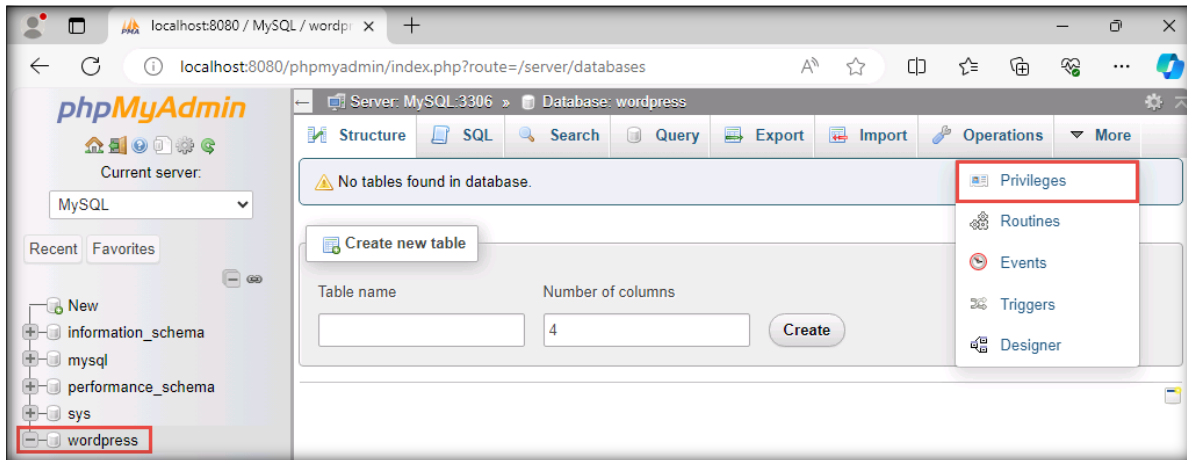 localhost:8080 / MySQL / wordpr
localhost:8080/phpmyadmin/index.php?route=/server/databases
phpMyAdmin
Current server:
MySQL
Recent Favorites
New
information_schema
mysql
performance_schema
sys
wordpress
Server: MySQL:3306 » Database: wordpress
Structure SQL Search Query Export Import Operations More
No tables found in database.
Privileges
Routines
Events
Triggers
Designer
Create new table
Table name Number of columns
4 Create